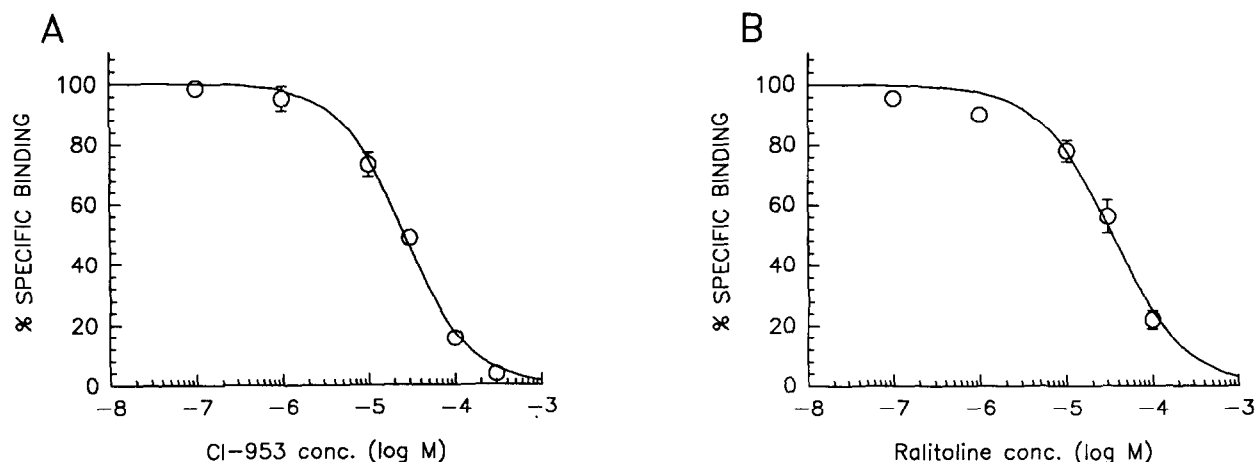 A
B
% SPECIFIC BINDING
100
80
60
40
20
0
−8 −7 −6 −5 −4 −3
CI−953 conc. (log M)
% SPECIFIC BINDING
100
80
60
40
20
0
−8 −7 −6 −5 −4 −3
Ralitoline conc. (log M)